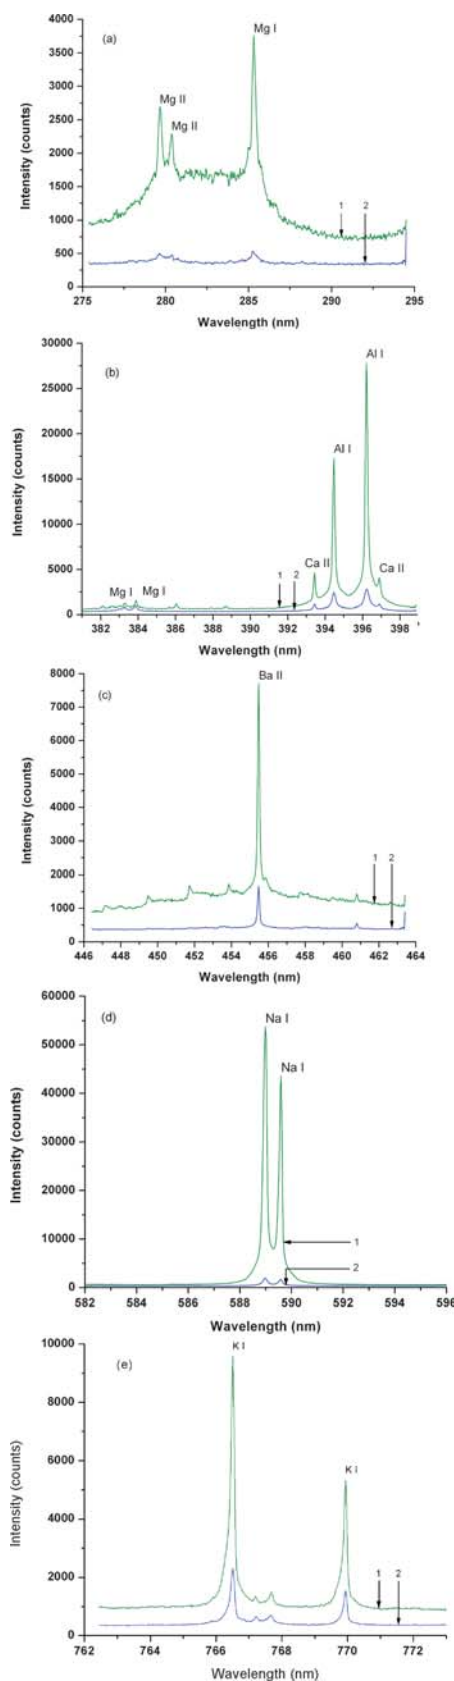 (a)
Mg I
Mg II
Mg II
1 2
4000
3500
3000
2500
2000
1500
1000
500
0
Intensity (counts)
275 280 285 290 295
Wavelength (nm)
(b)
Al I
Al I
Ca II
Ca II
Mg I Mg I
1 2
30000
25000
20000
15000
10000
5000
0
Intensity (counts)
382 384 386 388 390 392 394 396 398
Wavelength (nm)
(c)
Ba II
1 2
8000
7000
6000
5000
4000
3000
2000
1000
0
Intensity (counts)
446 448 450 452 454 456 458 460 462 464
Wavelength (nm)
(d)
Na I
Na I
1
2
60000
50000
40000
30000
20000
10000
0
Intensity (counts)
582 584 586 588 590 592 594 596
Wavelength (nm)
(e)
K I
K I
1 2
10000
8000
6000
4000
2000
0
Intensity (counts)
762 764 766 768 770 772
Wavelength (nm)